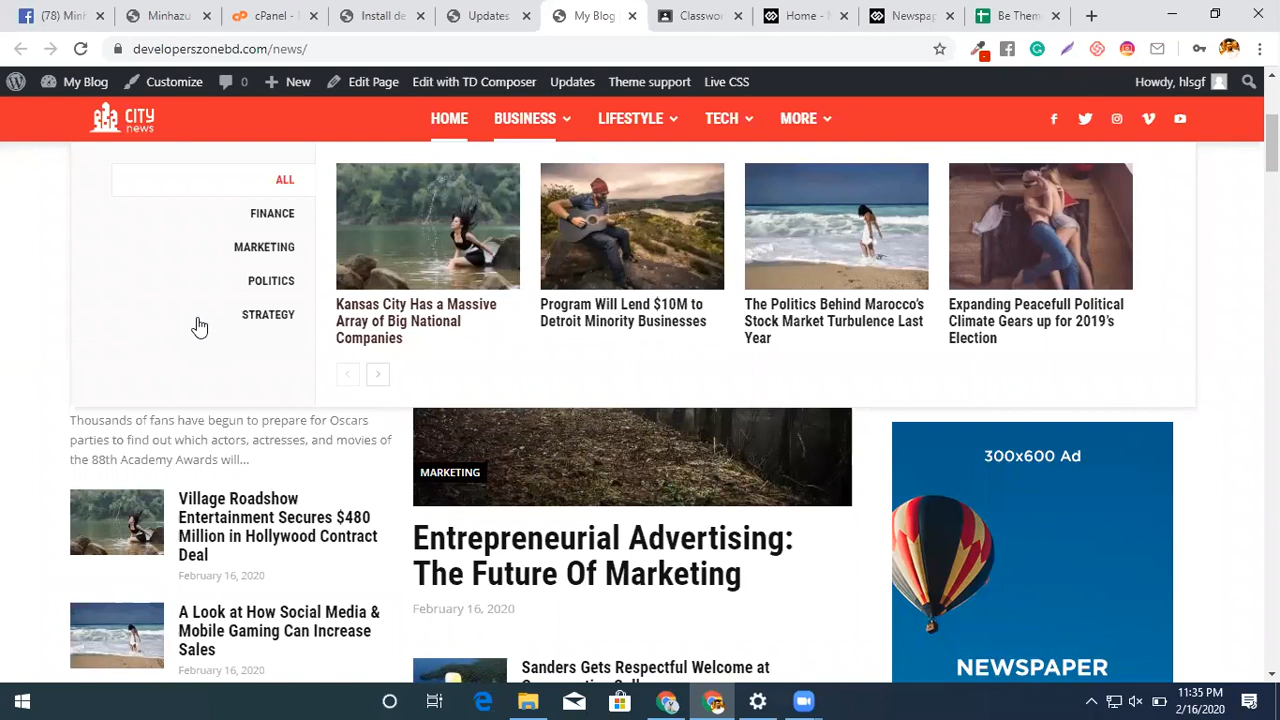 (78) Minh
Minhazu
cPanel-
Install de
Updates
My Blog
Classwor
Home -
Newspap
Be Them
developerszonebd.com/news/
My Blog
Customize
0
New
Edit Page
Edit with TD Composer
Updates
Theme support
Live CSS
Howdy, hlsgf
CITY
news
HOME
BUSINESS
LIFESTYLE
TECH
MORE
ALL
FINANCE
MARKETING
POLITICS
STRATEGY
Kansas City Has a Massive
Array of Big National
Companies
Program Will Lend $10M to
Detroit Minority Businesses
The Politics Behind Marocco's
Stock Market Turbulence Last
Year
Expanding Peacefull Political
Climate Gears up for 2019's
Election
Thousands of fans have begun to prepare for Oscars
parties to find out which actors, actresses, and movies of
the 88th Academy Awards will...
Village Roadshow
Entertainment Secures $480
Million in Hollywood Contract
Deal
February 16, 2020
A Look at How Social Media &
Mobile Gaming Can Increase
Sales
February 16, 2020
MARKETING
Entrepreneurial Advertising:
The Future Of Marketing
February 16, 2020
Sanders Gets Respectful Welcome at
300x600 Ad
NEWSPAPER
11:35 PM
2/16/2020